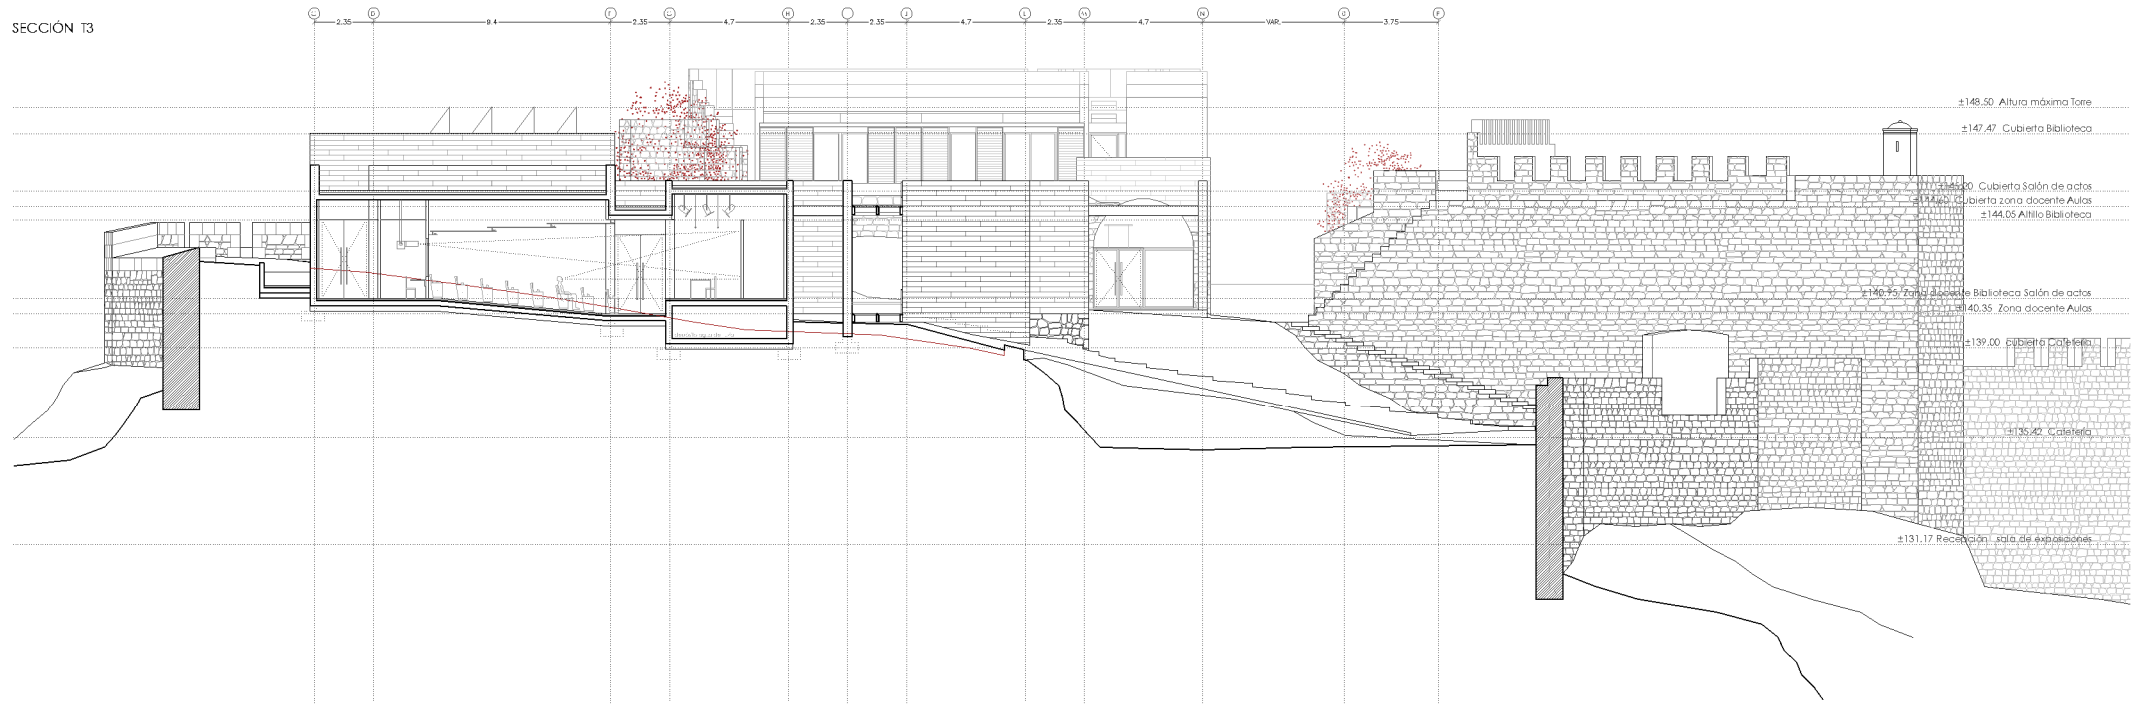 SECCIÓN T3
2.35 9.4 2.35 4.7 2.35 2.35 4.7 2.35 4.7 VAR. 3.75
±148.50 Altura máxima Torre
±147.47 Cubierta Biblioteca
Cubierta Salón de actos
Cubierta zona docente Aulas
±144.05 Altillo Biblioteca
±140.95 Zona docente Biblioteca Salón de actos
±140.35 Zona docente Aulas
±139.00 cubierta Cafetería
±135.42 Cafetería
±131.17 Recepción sala de exposiciones